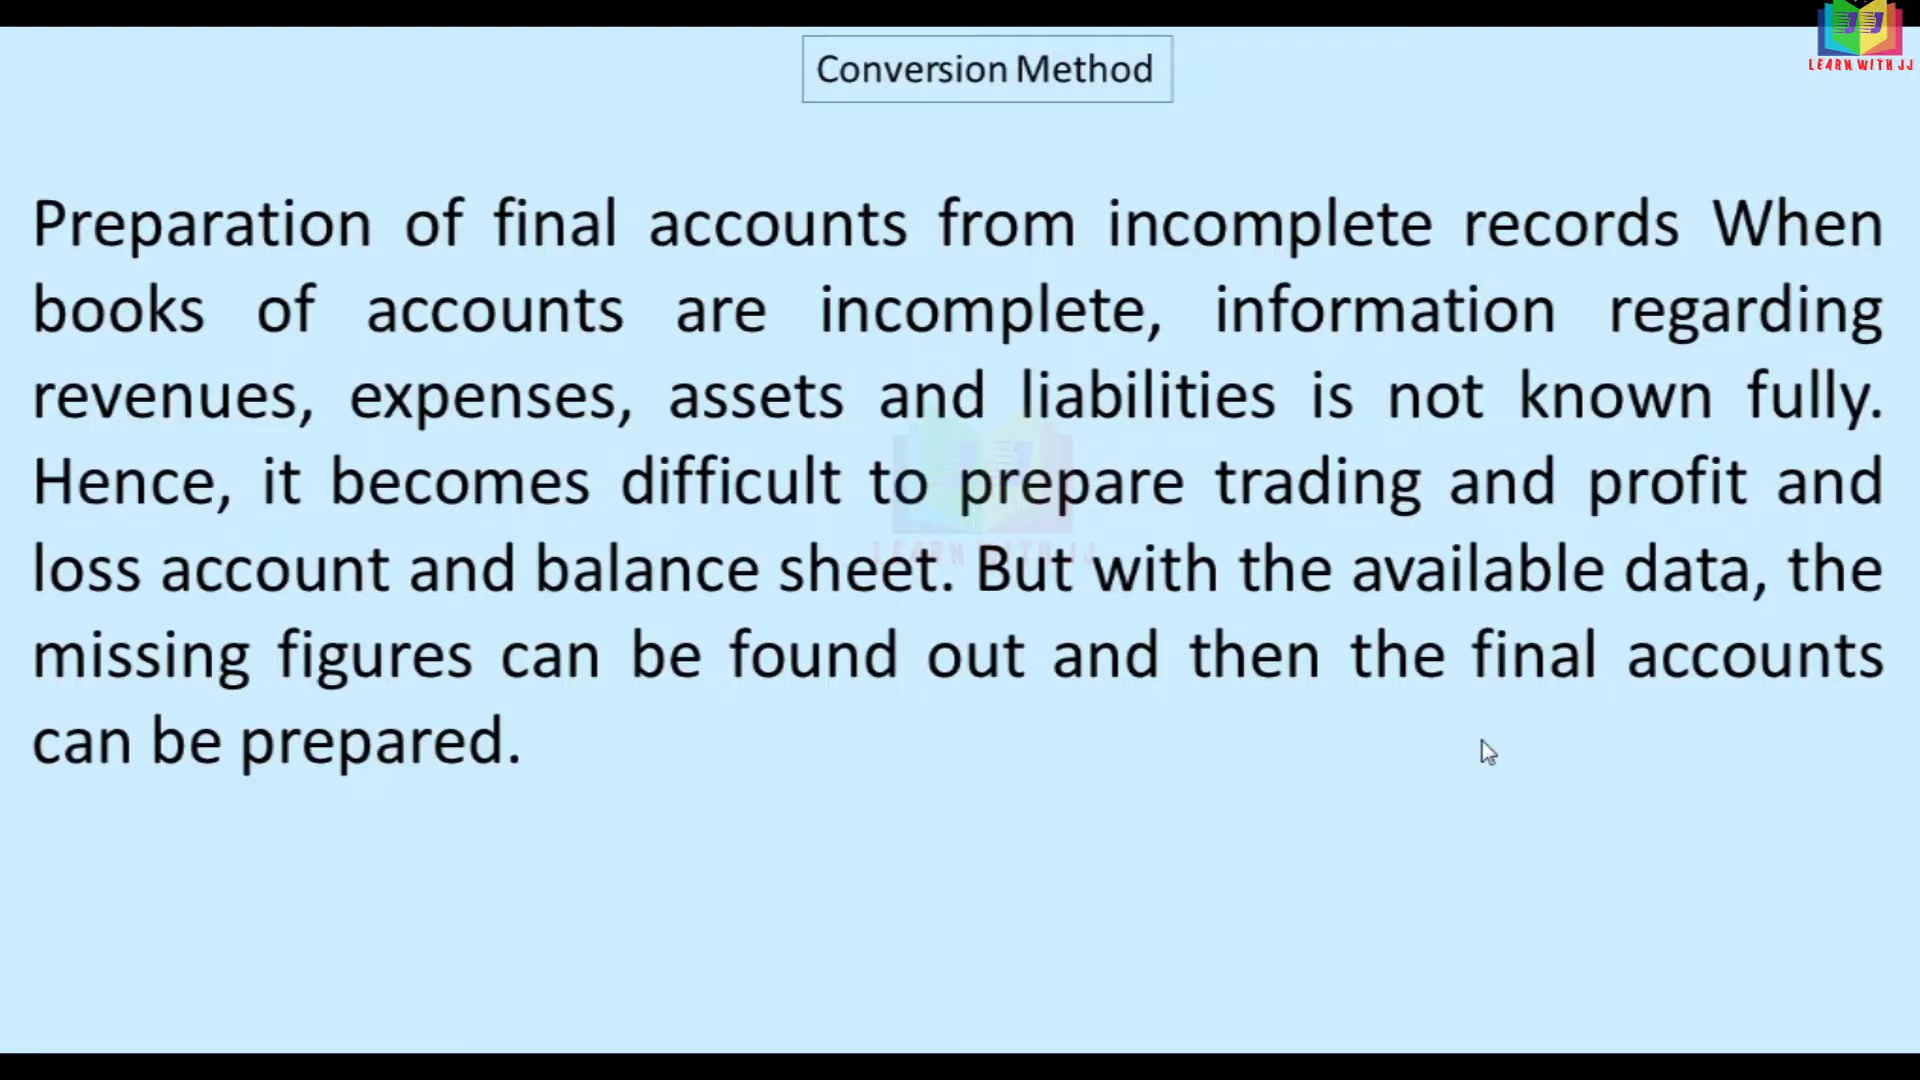 LEARN WITH JJ
Conversion Method
Preparation of final accounts from incomplete records When
books of accounts are incomplete, information regarding
revenues, expenses, assets and liabilities is not known fully.
Hence, it becomes difficult to prepare trading and profit and
loss account and balance sheet. But with the available data, the
missing figures can be found out and then the final accounts
can be prepared.
LEARN WITH JJ